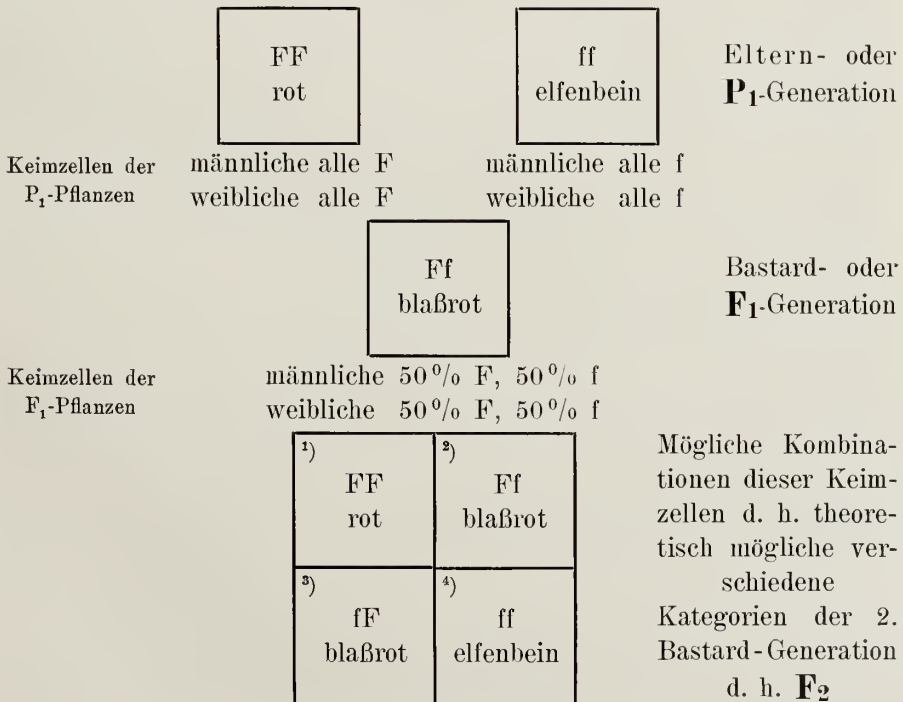 FF
rot
ff
elfenbein
Eltern- oder
P₁-Generation
Keimzellen der
P₁-Pflanzen
männliche alle F
weibliche alle F
männliche alle f
weibliche alle f
Ff
blaßrot
Bastard- oder
F₁-Generation
Keimzellen der
F₁-Pflanzen
männliche 50 % F, 50 % f
weibliche 50 % F, 50 % f
¹)
FF
rot
²)
Ff
blaßrot
³)
fF
blaßrot
⁴)
ff
elfenbein
Mögliche Kombina-
tionen dieser Keim-
zellen d. h. theore-
tisch mögliche ver-
schiedene
Kategorien der 2.
Bastard-Generation
d. h. F₂